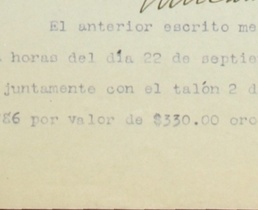 El anterior escrito me
horas del día 22 de septie
juntamente con el talón 2 d
786 por valor de $330.00 oro